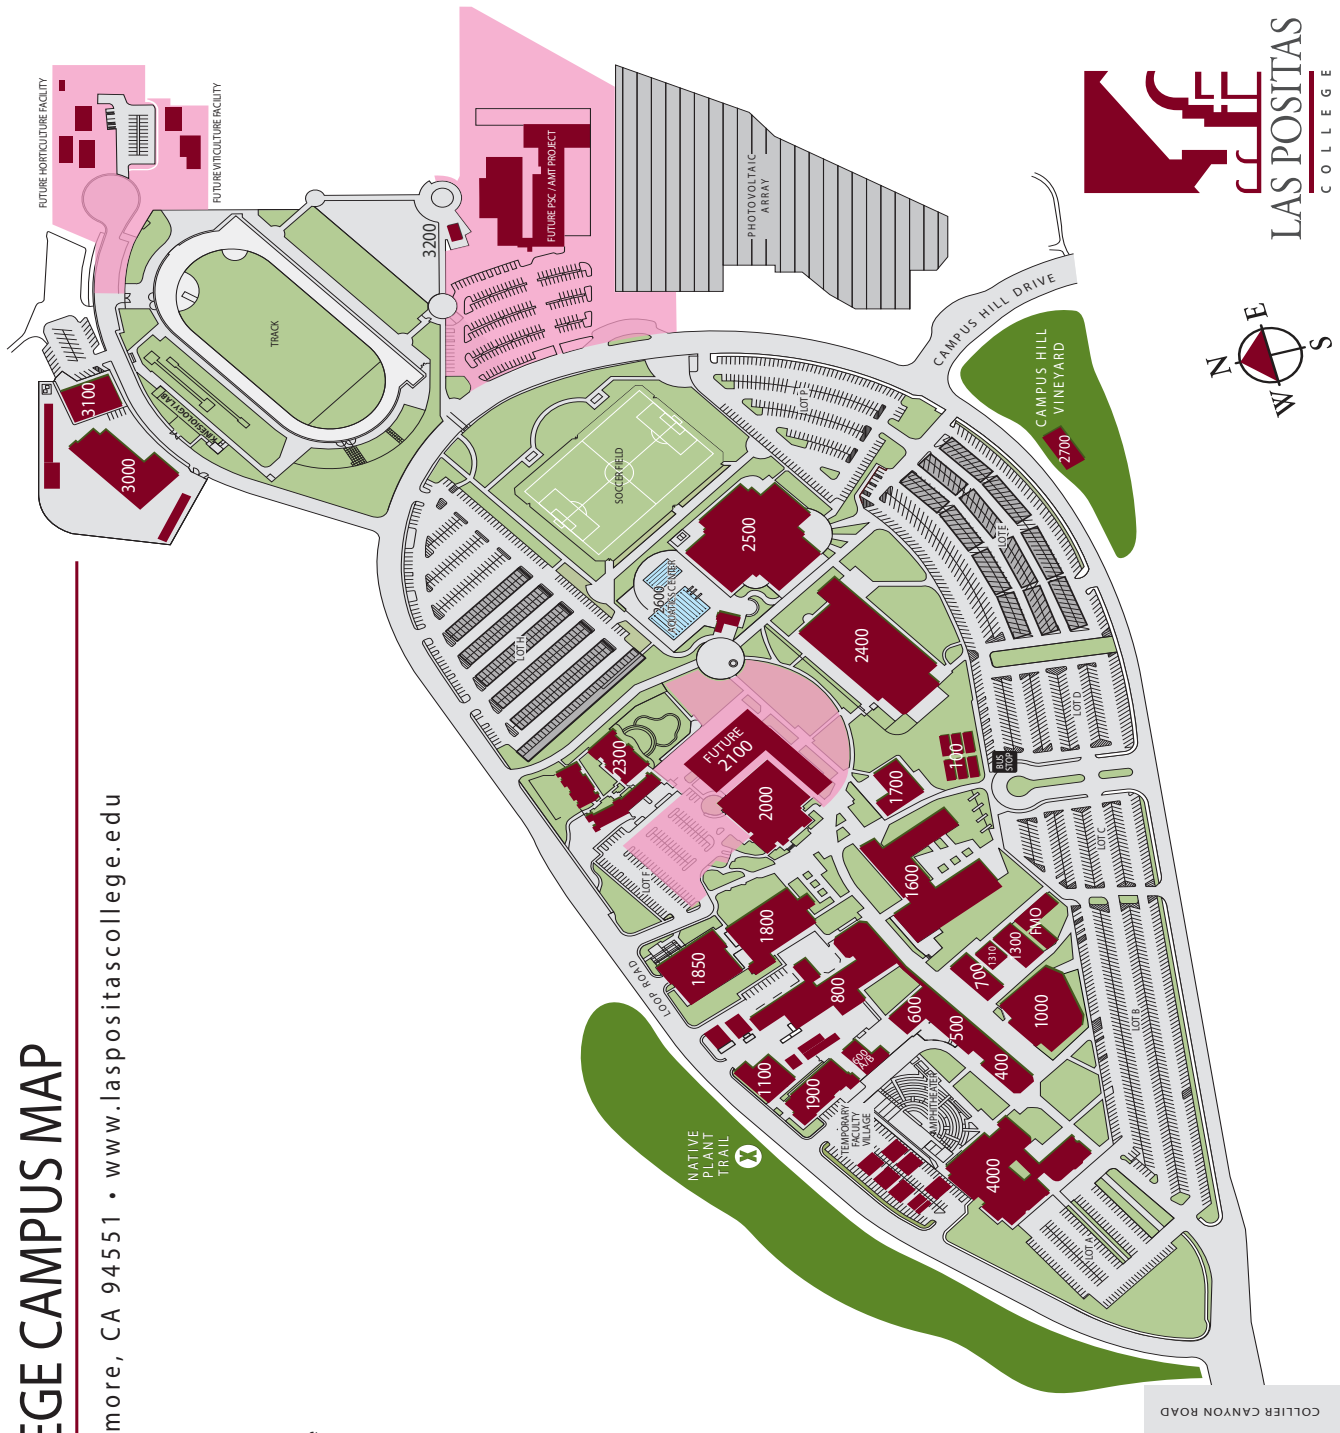 EGE CAMPUS MAP
more, CA 94551 • www.laspositascollege.edu
LAS POSITAS
COLLEGE
N
E
S
W
FUTURE HORTICULTURE FACILITY
FUTURE VITICULTURE FACILITY
FUTURE PSC / AMT PROJECT
PHOTOVOLTAIC
ARRAY
3200
TRACK
KINESIOLOGY LAB
3100
3000
CAMPUS HILL DRIVE
CAMPUS HILL
VINEYARD
2700
SOCCER FIELD
LOT P
2500
2600
AQUATICS CENTER
LOT E
LOT H
2400
LOT D
2300
FUTURE
2100
2000
1700
100
BUS
STOP
LOT C
LOT F
1600
1800
1850
LOOP ROAD
FMO
1300
1310
700
1000
LOT B
800
600
500
400
600
A/B
1100
1900
AMPHITHEATER
TEMPORARY
FACULTY
VILLAGE
4000
LOT A
NATIVE
PLANT
TRAIL
X
COLLIER CANYON ROAD